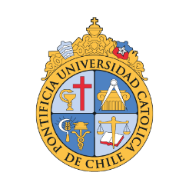 PONTIFICIA UNIVERSIDAD CATOLICA
DE CHILE